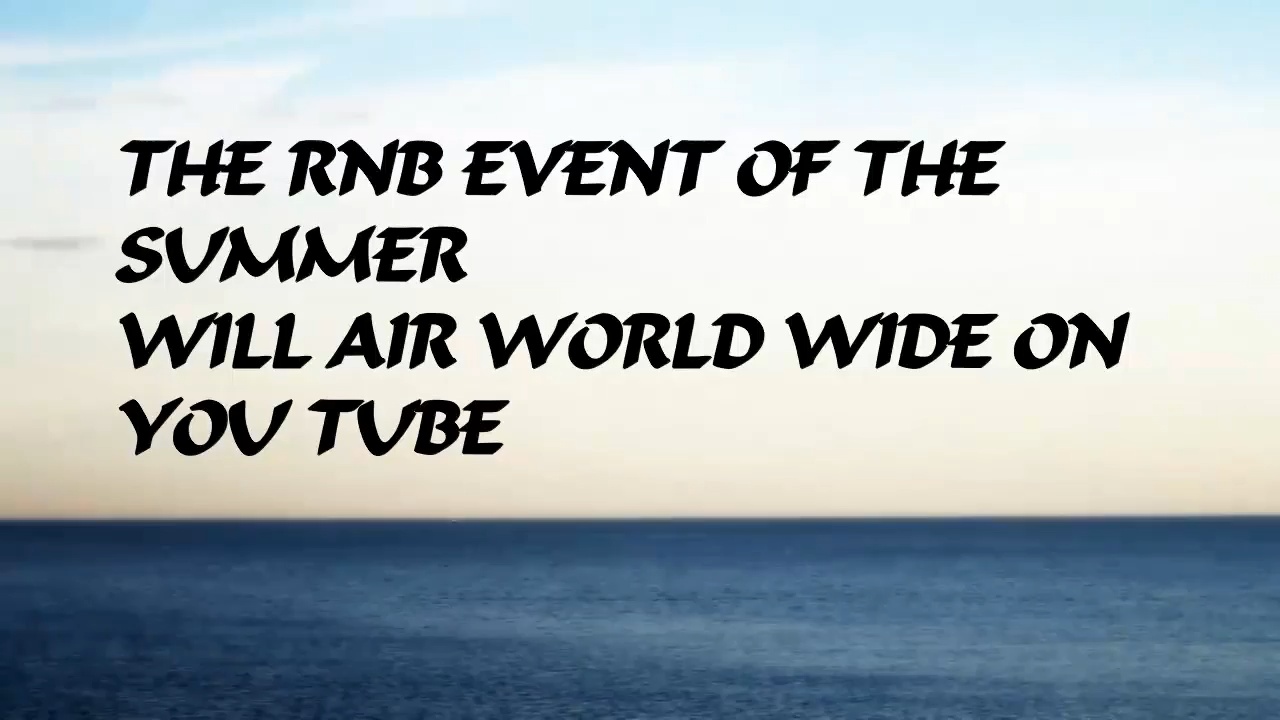 THE RNB EVENT OF THE
SUMMER
WILL AIR WORLD WIDE ON
YOU TUBE